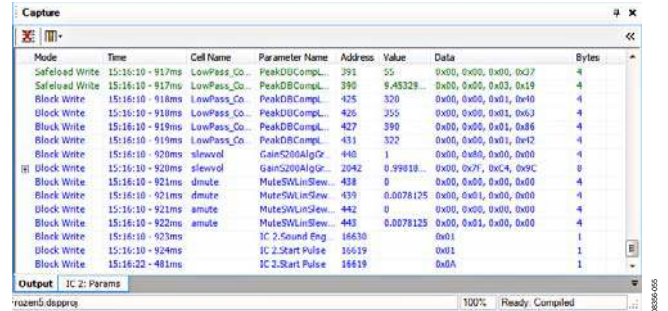 Capture
Mode Time Cell Name Parameter Name Address Value Data Bytes
Safeload Write 15:16:10 - 917ms LowPass_Co... PeakDBCompL... 391 55 0x00, 0x00, 0x00, 0x37 4
Safeload Write 15:16:10 - 917ms LowPass_Co... PeakDBCompL... 390 9.45329... 0x00, 0x00, 0x03, 0x19 4
Block Write 15:16:10 - 918ms LowPass_Co... PeakDBCompL... 425 320 0x00, 0x00, 0x01, 0x40 4
Block Write 15:16:10 - 918ms LowPass_Co... PeakDBCompL... 426 355 0x00, 0x00, 0x01, 0x63 4
Block Write 15:16:10 - 919ms LowPass_Co... PeakDBCompL... 427 390 0x00, 0x00, 0x01, 0x86 4
Block Write 15:16:10 - 919ms LowPass_Co... PeakDBCompL... 431 322 0x00, 0x00, 0x01, 0x42 4
Block Write 15:16:10 - 920ms slewvol GainS200AlgGr... 440 1 0x00, 0x80, 0x00, 0x00 4
Block Write 15:16:10 - 920ms slewvol GainS200AlgGr... 2042 0.99818... 0x00, 0x7F, 0xC4, 0x9C 8
Block Write 15:16:10 - 921ms dmute MuteSWLinSlew... 438 0 0x00, 0x00, 0x00, 0x00 4
Block Write 15:16:10 - 921ms dmute MuteSWLinSlew... 439 0.0078125 0x00, 0x01, 0x00, 0x00 4
Block Write 15:16:10 - 921ms amute MuteSWLinSlew... 442 0 0x00, 0x00, 0x00, 0x00 4
Block Write 15:16:10 - 922ms amute MuteSWLinSlew... 443 0.0078125 0x00, 0x01, 0x00, 0x00 4
Block Write 15:16:10 - 923ms IC 2.Sound Eng... 16630 0x01 1
Block Write 15:16:10 - 924ms IC 2.Start Pulse 16619 0x01 1
Block Write 15:16:22 - 481ms IC 2.Start Pulse 16619 0x0A 1
Output IC 2: Params
rozen5.dspproj 100% Ready: Compiled
08356-055